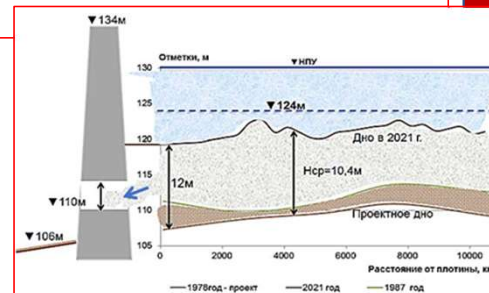 ▼134м
Отметки, м
▼НПУ
130
125
▼124м
120
Дно в 2021 г.
115
12м
Нср=10,4м
▼110м
110
Проектное дно
▼106м
105
0 2000 4000 6000 8000 10000
Расстояние от плотины, км
1978год - проект 2021 год 1987 год